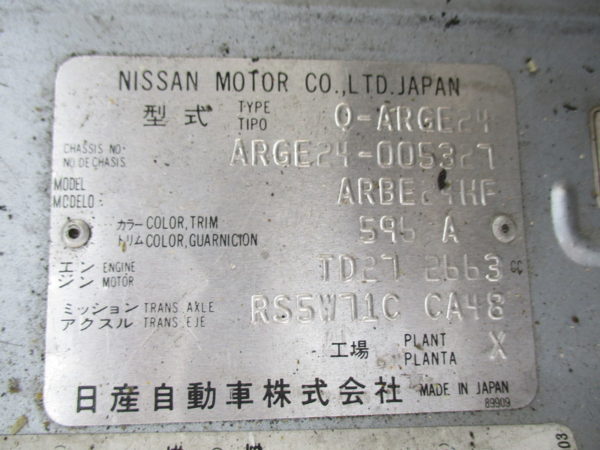 NISSAN MOTOR CO.,LTD.JAPAN
型式 TYPE TIPO Q-ARGE24
CHASSIS NO. NO DE CHASIS ARGE24-005327
MODEL MODELO ARBE24HF
カラー COLOR, TRIM
トリム COLOR, GUARNICION 595 A
エン ENGINE
ジン MOTOR TD27 2663 cc
ミッション TRANS. AXLE
アクスル TRANS. EJE RS5W71C CA48
工場 PLANT PLANTA X
日産自動車株式会社 MADE IN JAPAN
89909
03